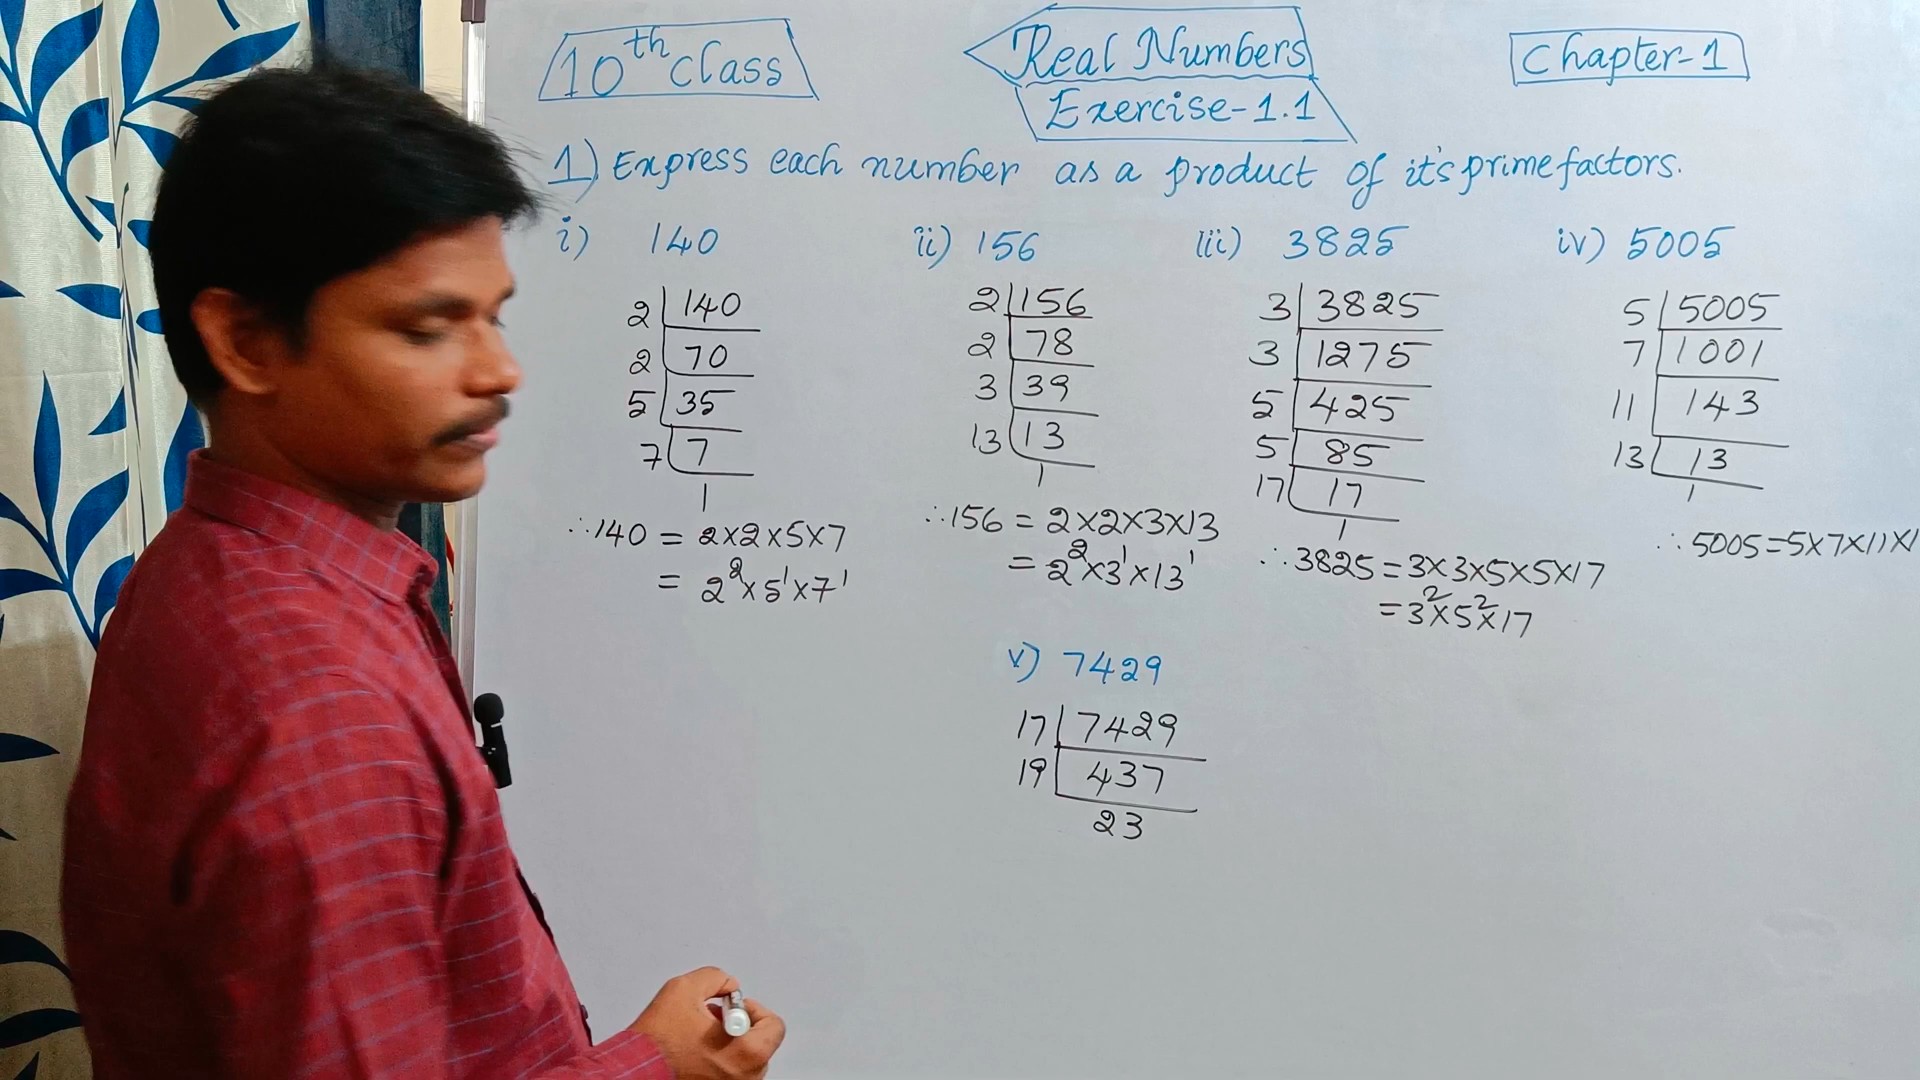 10th class
Real Numbers
Chapter-1
Exercise-1.1
1) Express each number as a product of it's prime factors.
i) 140
2 140
2 70
5 35
7 7
1
∴ 140 = 2×2×5×7
= 2²×5¹×7¹
ii) 156
2 156
2 78
3 39
13 13
1
∴ 156 = 2×2×3×13
= 2²×3¹×13¹
iii) 3825
3 3825
3 1275
5 425
5 85
17 17
1
∴ 3825 = 3×3×5×5×17
= 3²×5²×17
iv) 5005
5 5005
7 1001
11 143
13 13
1
∴ 5005 = 5×7×11×1
v) 7429
17 7429
19 437
23